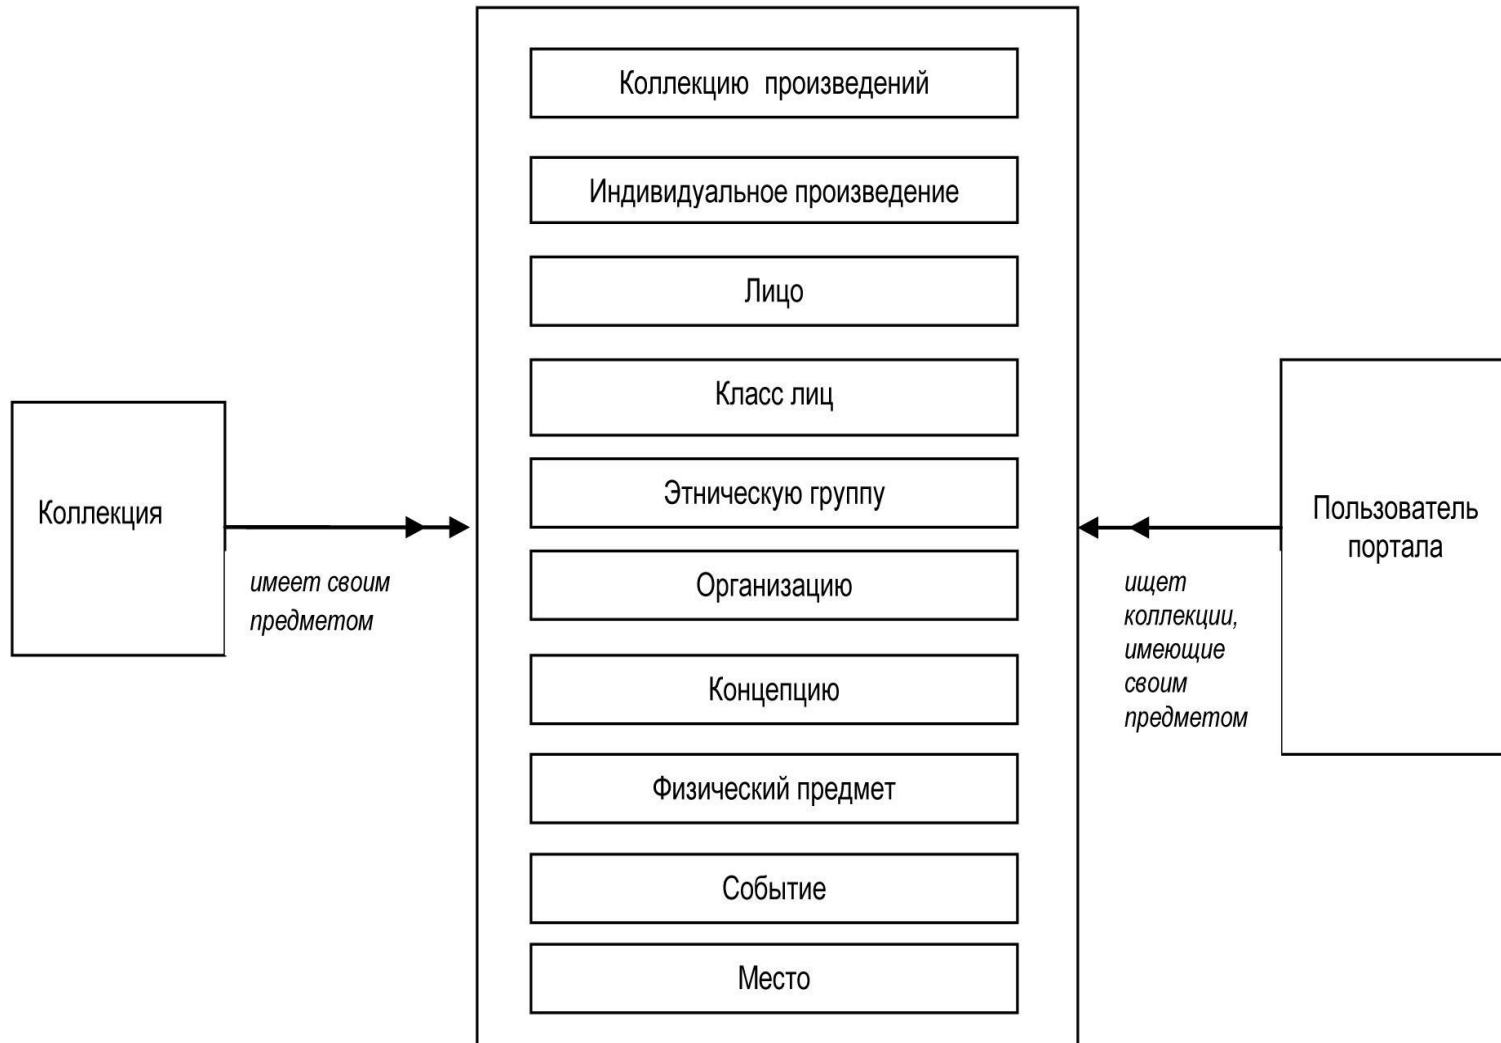 Коллекцию произведений
Индивидуальное произведение
Лицо
Класс лиц
Этническую группу
Организацию
Концепцию
Физический предмет
Событие
Место
Коллекция
имеет своим
предметом
Пользователь
портала
ищет
коллекции,
имеющие
своим
предметом